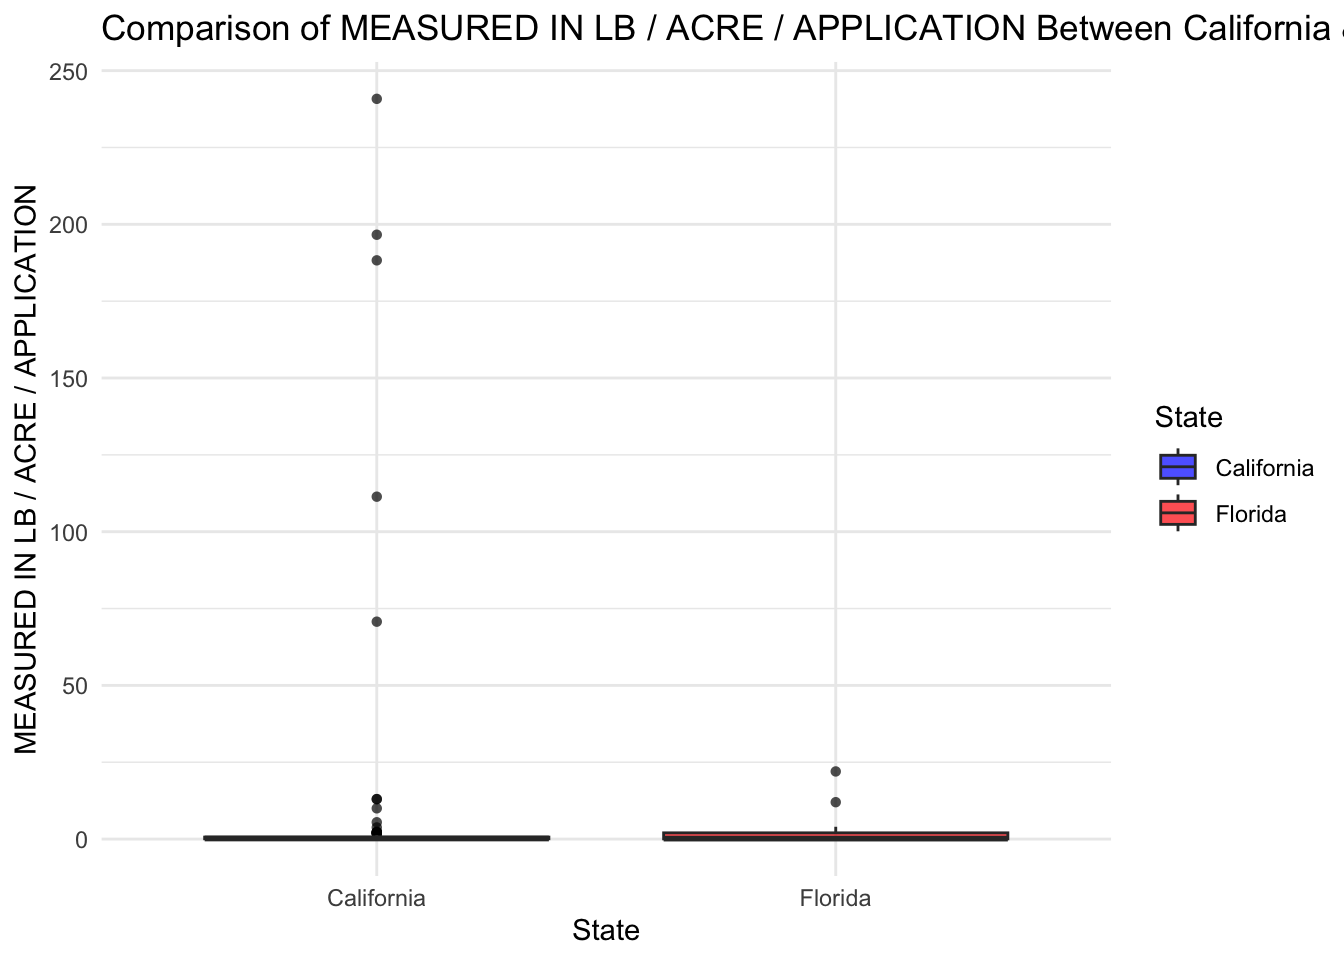 Comparison of MEASURED IN LB / ACRE / APPLICATION Between California
MEASURED IN LB / ACRE / APPLICATION
250
200
150
100
50
0
California
Florida
State
State
California
Florida